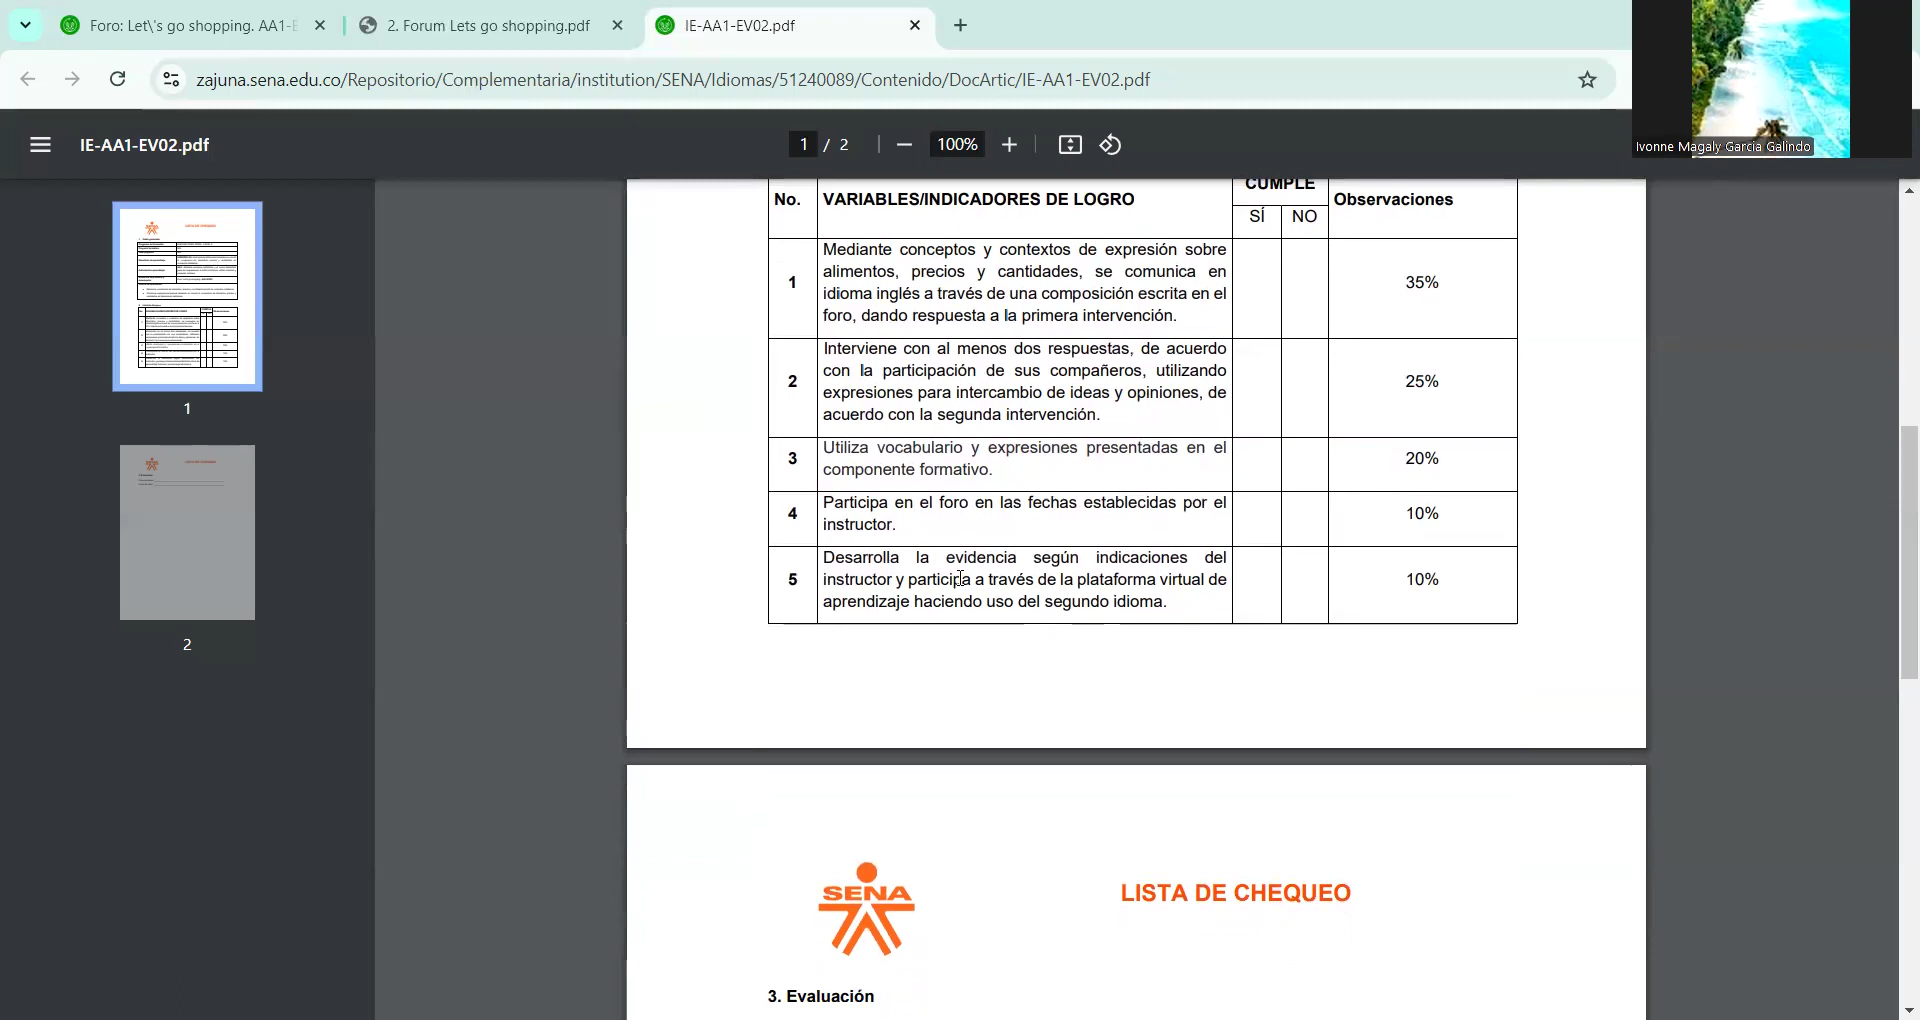 Foro: Let\'s go shopping. AA1-E
2. Forum Lets go shopping.pdf
IE-AA1-EV02.pdf
zajuna.sena.edu.co/Repositorio/Complementaria/institution/SENA/Idiomas/51240089/Contenido/DocArtic/IE-AA1-EV02.pdf
Ivonne Magaly Garcia Galindo
IE-AA1-EV02.pdf
1 / 2
100%
No.
VARIABLES/INDICADORES DE LOGRO
CUMPLE
SÍ
NO
Observaciones
1
Mediante conceptos y contextos de expresión sobre
alimentos, precios y cantidades, se comunica en
idioma inglés a través de una composición escrita en el
foro, dando respuesta a la primera intervención.
35%
2
Interviene con al menos dos respuestas, de acuerdo
con la participación de sus compañeros, utilizando
expresiones para intercambio de ideas y opiniones, de
acuerdo con la segunda intervención.
25%
3
Utiliza vocabulario y expresiones presentadas en el
componente formativo.
20%
4
Participa en el foro en las fechas establecidas por el
instructor.
10%
5
Desarrolla la evidencia según indicaciones del
instructor y participa a través de la plataforma virtual de
aprendizaje haciendo uso del segundo idioma.
10%
1
2
SENA
LISTA DE CHEQUEO
3. Evaluación